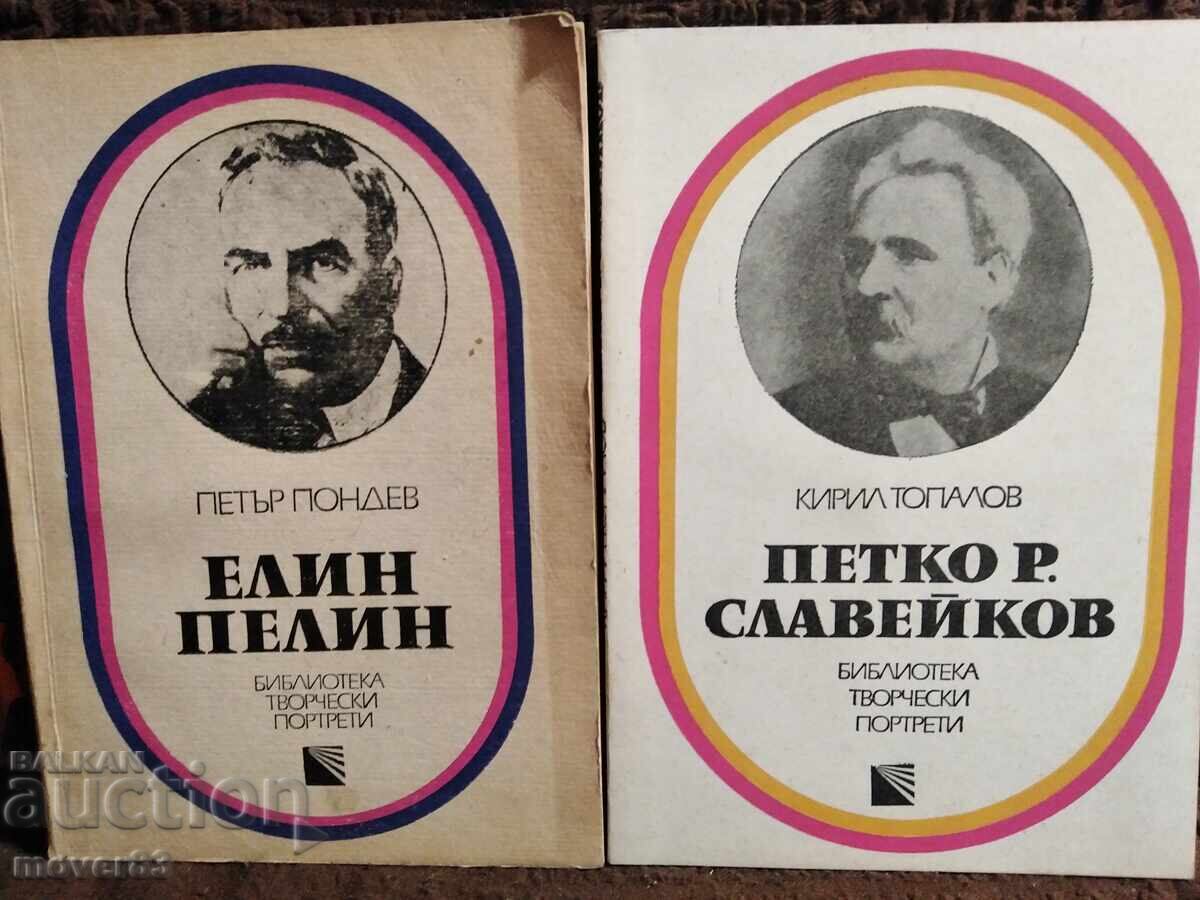 ПЕТЪР ПОНДЕВ
ЕЛИН
ПЕЛИН
БИБЛИОТЕКА
ТВОРЧЕСКИ
ПОРТРЕТИ
КИРИЛ ТОПАЛОВ
ПЕТКО Р.
СЛАВЕЙКОВ
БИБЛИОТЕКА
ТВОРЧЕСКИ
ПОРТРЕТИ
BALKAN
auction
mover83